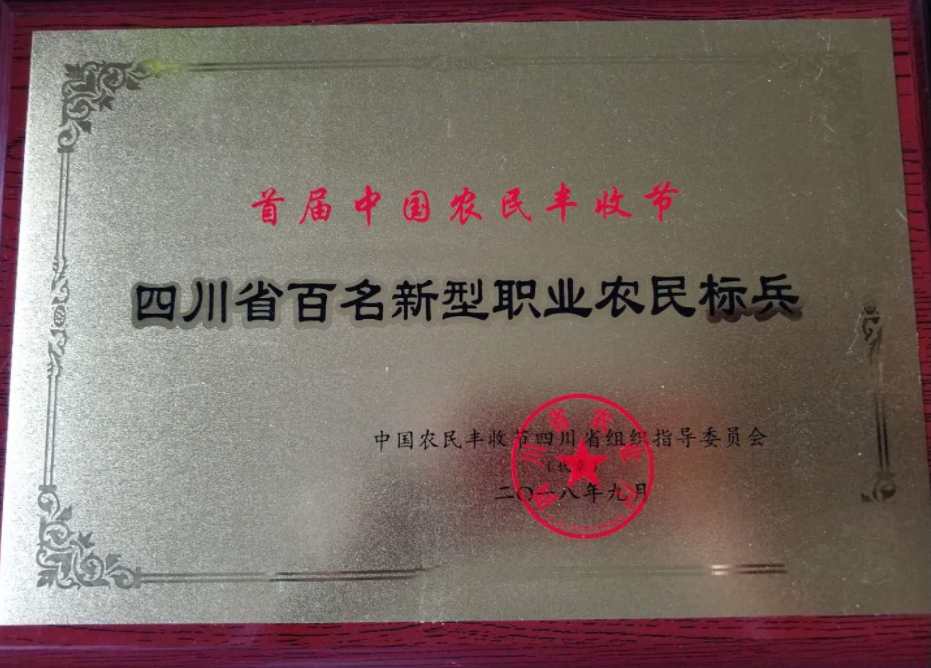 首届中国农民丰收节
四川省百名新型职业农民标兵
中国农民丰收节四川省组织指导委员会
（代章）
二〇一八年九月